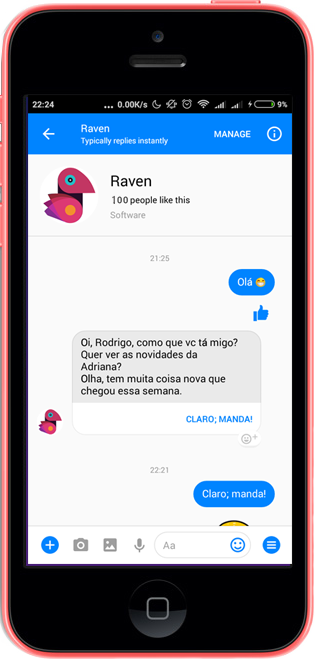 22:24 ... 0.00K/s 9%
Raven
Typically replies instantly
MANAGE
Raven
100 people like this
Software
21:25
Olá 😁
Oi, Rodrigo, como que vc tá migo?
Quer ver as novidades da
Adriana?
Olha, tem muita coisa nova que
chegou essa semana.
CLARO; MANDA!
22:21
Claro; manda!
Aa